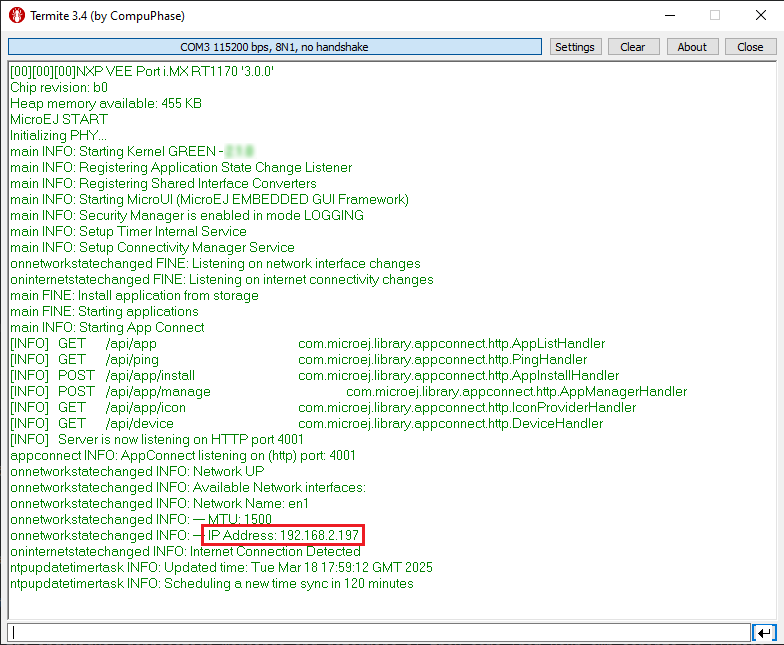 Termite 3.4 (by CompuPhase)
COM3 115200 bps, 8N1, no handshake
Settings
Clear
About
Close
[00][00][00]NXP VEE Port i.MX RT1170 '3.0.0'
Chip revision: b0
Heap memory available: 455 KB
MicroEJ START
Initializing PHY...
main INFO: Starting Kernel GREEN -
main INFO: Registering Application State Change Listener
main INFO: Registering Shared Interface Converters
main INFO: Starting MicroUI (MicroEJ EMBEDDED GUI Framework)
main INFO: Security Manager is enabled in mode LOGGING
main INFO: Setup Timer Internal Service
main INFO: Setup Connectivity Manager Service
onnetworkstatechanged FINE: Listening on network interface changes
oninternetstatechanged FINE: Listening on internet connectivity changes
main FINE: Install application from storage
main FINE: Starting applications
main INFO: Starting App Connect
[INFO] GET /api/app com.microej.library.appconnect.http.AppListHandler
[INFO] GET /api/ping com.microej.library.appconnect.http.PingHandler
[INFO] POST /api/app/install com.microej.library.appconnect.http.AppInstallHandler
[INFO] POST /api/app/manage com.microej.library.appconnect.http.AppManagerHandler
[INFO] GET /api/app/icon com.microej.library.appconnect.http.IconProviderHandler
[INFO] GET /api/device com.microej.library.appconnect.http.DeviceHandler
[INFO] Server is now listening on HTTP port 4001
appconnect INFO: AppConnect listening on (http) port: 4001
onnetworkstatechanged INFO: Network UP
onnetworkstatechanged INFO: Available Network interfaces:
onnetworkstatechanged INFO: Network Name: en1
onnetworkstatechanged INFO: — MTU: 1500
onnetworkstatechanged INFO: — IP Address: 192.168.2.197
oninternetstatechanged INFO: Internet Connection Detected
ntpupdatetimertask INFO: Updated time: Tue Mar 18 17:59:12 GMT 2025
ntpupdatetimertask INFO: Scheduling a new time sync in 120 minutes